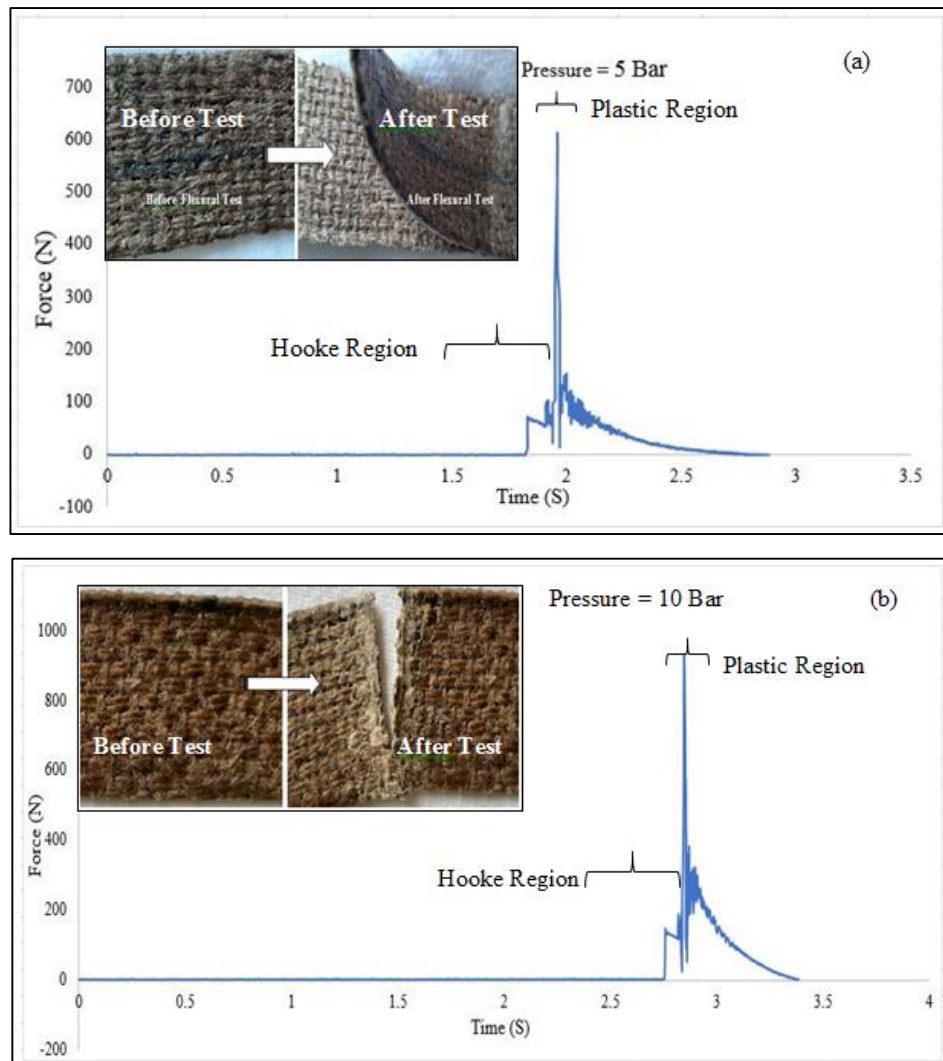 (a)
Pressure = 5 Bar
Plastic Region
Before Test
After Test
Before Flexural Test
After Flexural Test
Hooke Region
Force (N)
700
600
500
400
300
200
100
0
-100
0 0.5 1 1.5 2 2.5 3 3.5
Time (S)
(b)
Pressure = 10 Bar
Plastic Region
Before Test
After Test
Hooke Region
Force (N)
1000
800
600
400
200
0
-200
0 0.5 1 1.5 2 2.5 3 3.5 4
Time (S)